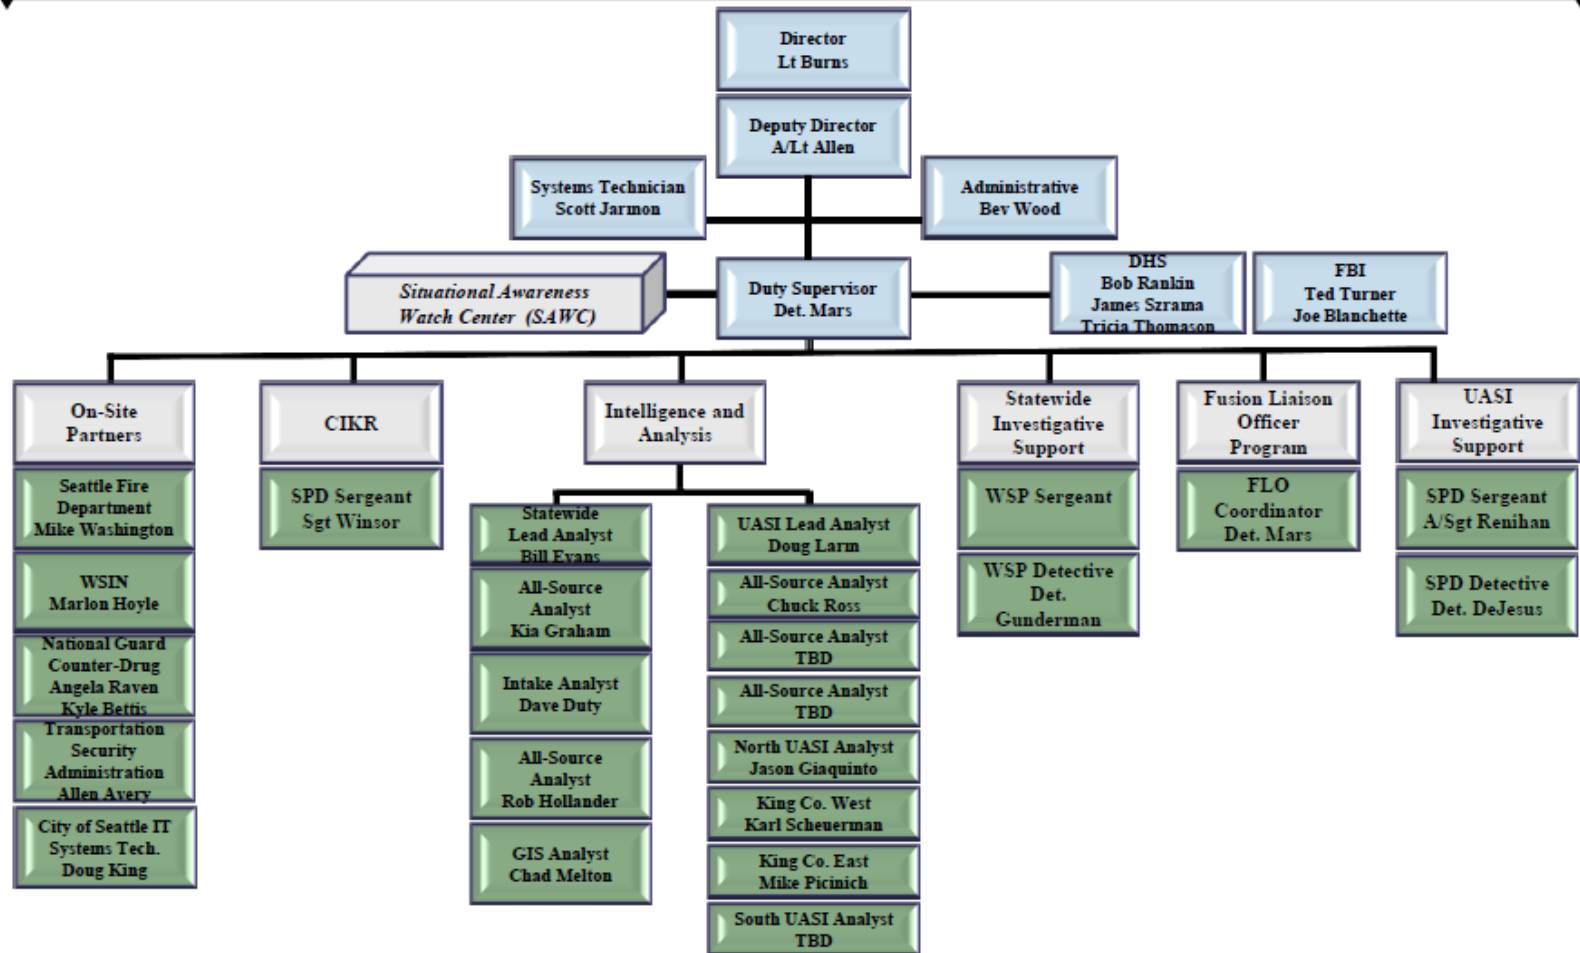 Director
Lt Burns
Deputy Director
A/Lt Allen
Systems Technician
Scott Jarmon
Administrative
Bev Wood
Situational Awareness
Watch Center (SAWC)
Duty Supervisor
Det. Mars
DHS
Bob Rankin
James Szrama
Tricia Thomason
FBI
Ted Turner
Joe Blanchette
On-Site
Partners
Seattle Fire
Department
Mike Washington
WSIN
Marlon Hoyle
National Guard
Counter-Drug
Angela Raven
Kyle Bettis
Transportation
Security
Administration
Allen Avery
City of Seattle IT
Systems Tech.
Doug King
CIKR
SPD Sergeant
Sgt Winsor
Intelligence and
Analysis
Statewide
Lead Analyst
Bill Evans
All-Source
Analyst
Kia Graham
Intake Analyst
Dave Duty
All-Source
Analyst
Rob Hollander
GIS Analyst
Chad Melton
UASI Lead Analyst
Doug Larm
All-Source Analyst
Chuck Ross
All-Source Analyst
TBD
All-Source Analyst
TBD
North UASI Analyst
Jason Giaquinto
King Co. West
Karl Scheuerman
King Co. East
Mike Picinich
South UASI Analyst
TBD
Statewide
Investigative
Support
WSP Sergeant
WSP Detective
Det.
Gunderman
Fusion Liaison
Officer
Program
FLO
Coordinator
Det. Mars
UASI
Investigative
Support
SPD Sergeant
A/Sgt Renihan
SPD Detective
Det. DeJesus